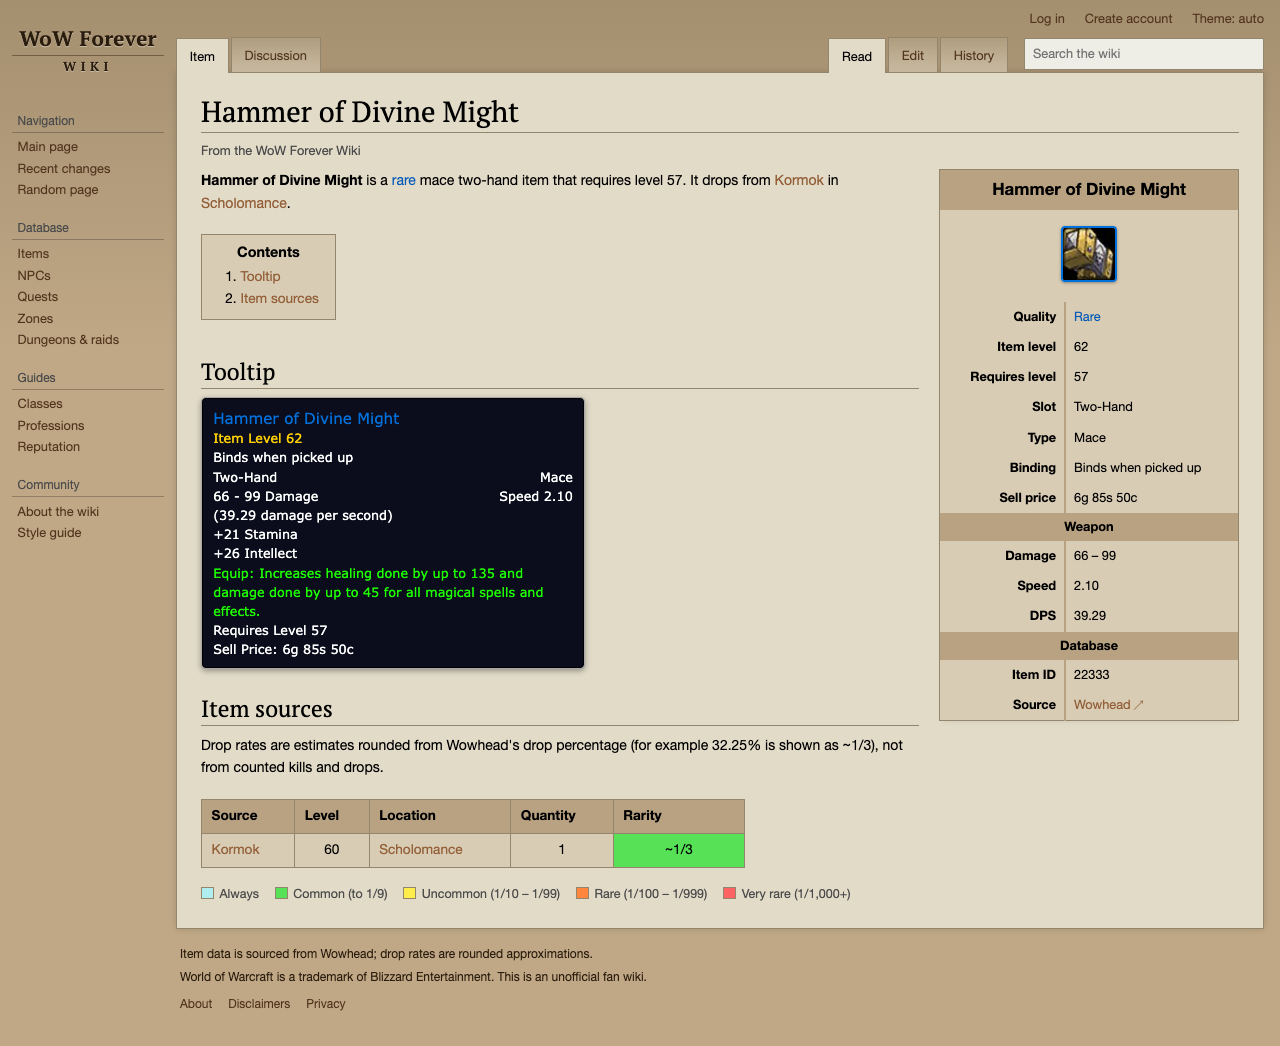 Log in Create account Theme: auto
WoW Forever
WIKI
Item Discussion Read Edit History Search the wiki
Navigation
Main page
Recent changes
Random page
Database
Items
NPCs
Quests
Zones
Dungeons & raids
Guides
Classes
Professions
Reputation
Community
About the wiki
Style guide
Hammer of Divine Might
From the WoW Forever Wiki
Hammer of Divine Might is a rare mace two-hand item that requires level 57. It drops from Kormok in
Scholomance.
Contents
1. Tooltip
2. Item sources
Tooltip
Hammer of Divine Might
Item Level 62
Binds when picked up
Two-Hand Mace
66 - 99 Damage Speed 2.10
(39.29 damage per second)
+21 Stamina
+26 Intellect
Equip: Increases healing done by up to 135 and
damage done by up to 45 for all magical spells and
effects.
Requires Level 57
Sell Price: 6g 85s 50c
Hammer of Divine Might
Quality Rare
Item level 62
Requires level 57
Slot Two-Hand
Type Mace
Binding Binds when picked up
Sell price 6g 85s 50c
Weapon
Damage 66 – 99
Speed 2.10
DPS 39.29
Database
Item ID 22333
Source Wowhead ↗
Item sources
Drop rates are estimates rounded from Wowhead's drop percentage (for example 32.25% is shown as ~1/3), not
from counted kills and drops.
Source Level Location Quantity Rarity
Kormok 60 Scholomance 1 ~1/3
Always Common (to 1/9) Uncommon (1/10 – 1/99) Rare (1/100 – 1/999) Very rare (1/1,000+)
Item data is sourced from Wowhead; drop rates are rounded approximations.
World of Warcraft is a trademark of Blizzard Entertainment. This is an unofficial fan wiki.
About Disclaimers Privacy